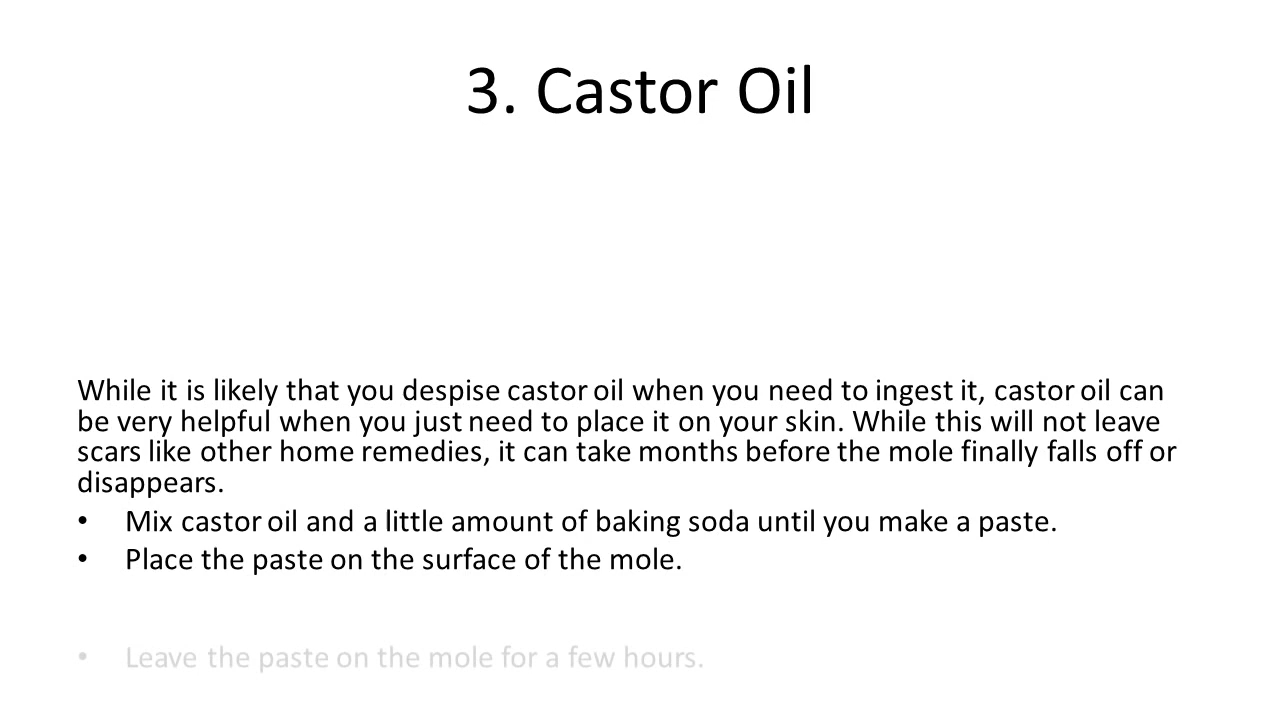 3. Castor Oil
While it is likely that you despise castor oil when you need to ingest it, castor oil can
be very helpful when you just need to place it on your skin. While this will not leave
scars like other home remedies, it can take months before the mole finally falls off or
disappears.
• Mix castor oil and a little amount of baking soda until you make a paste.
• Place the paste on the surface of the mole.
• Leave the paste on the mole for a few hours.